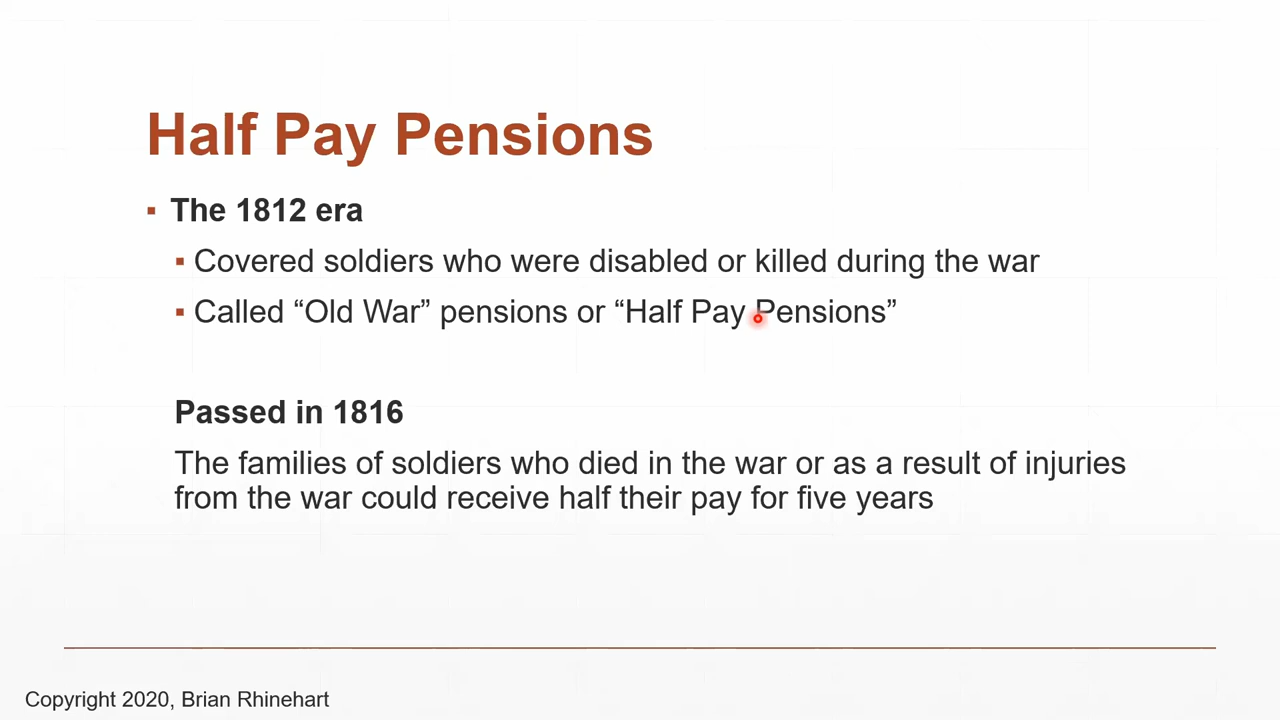 Half Pay Pensions
▪ The 1812 era
▪ Covered soldiers who were disabled or killed during the war
▪ Called “Old War” pensions or “Half Pay Pensions”
Passed in 1816
The families of soldiers who died in the war or as a result of injuries
from the war could receive half their pay for five years
Copyright 2020, Brian Rhinehart